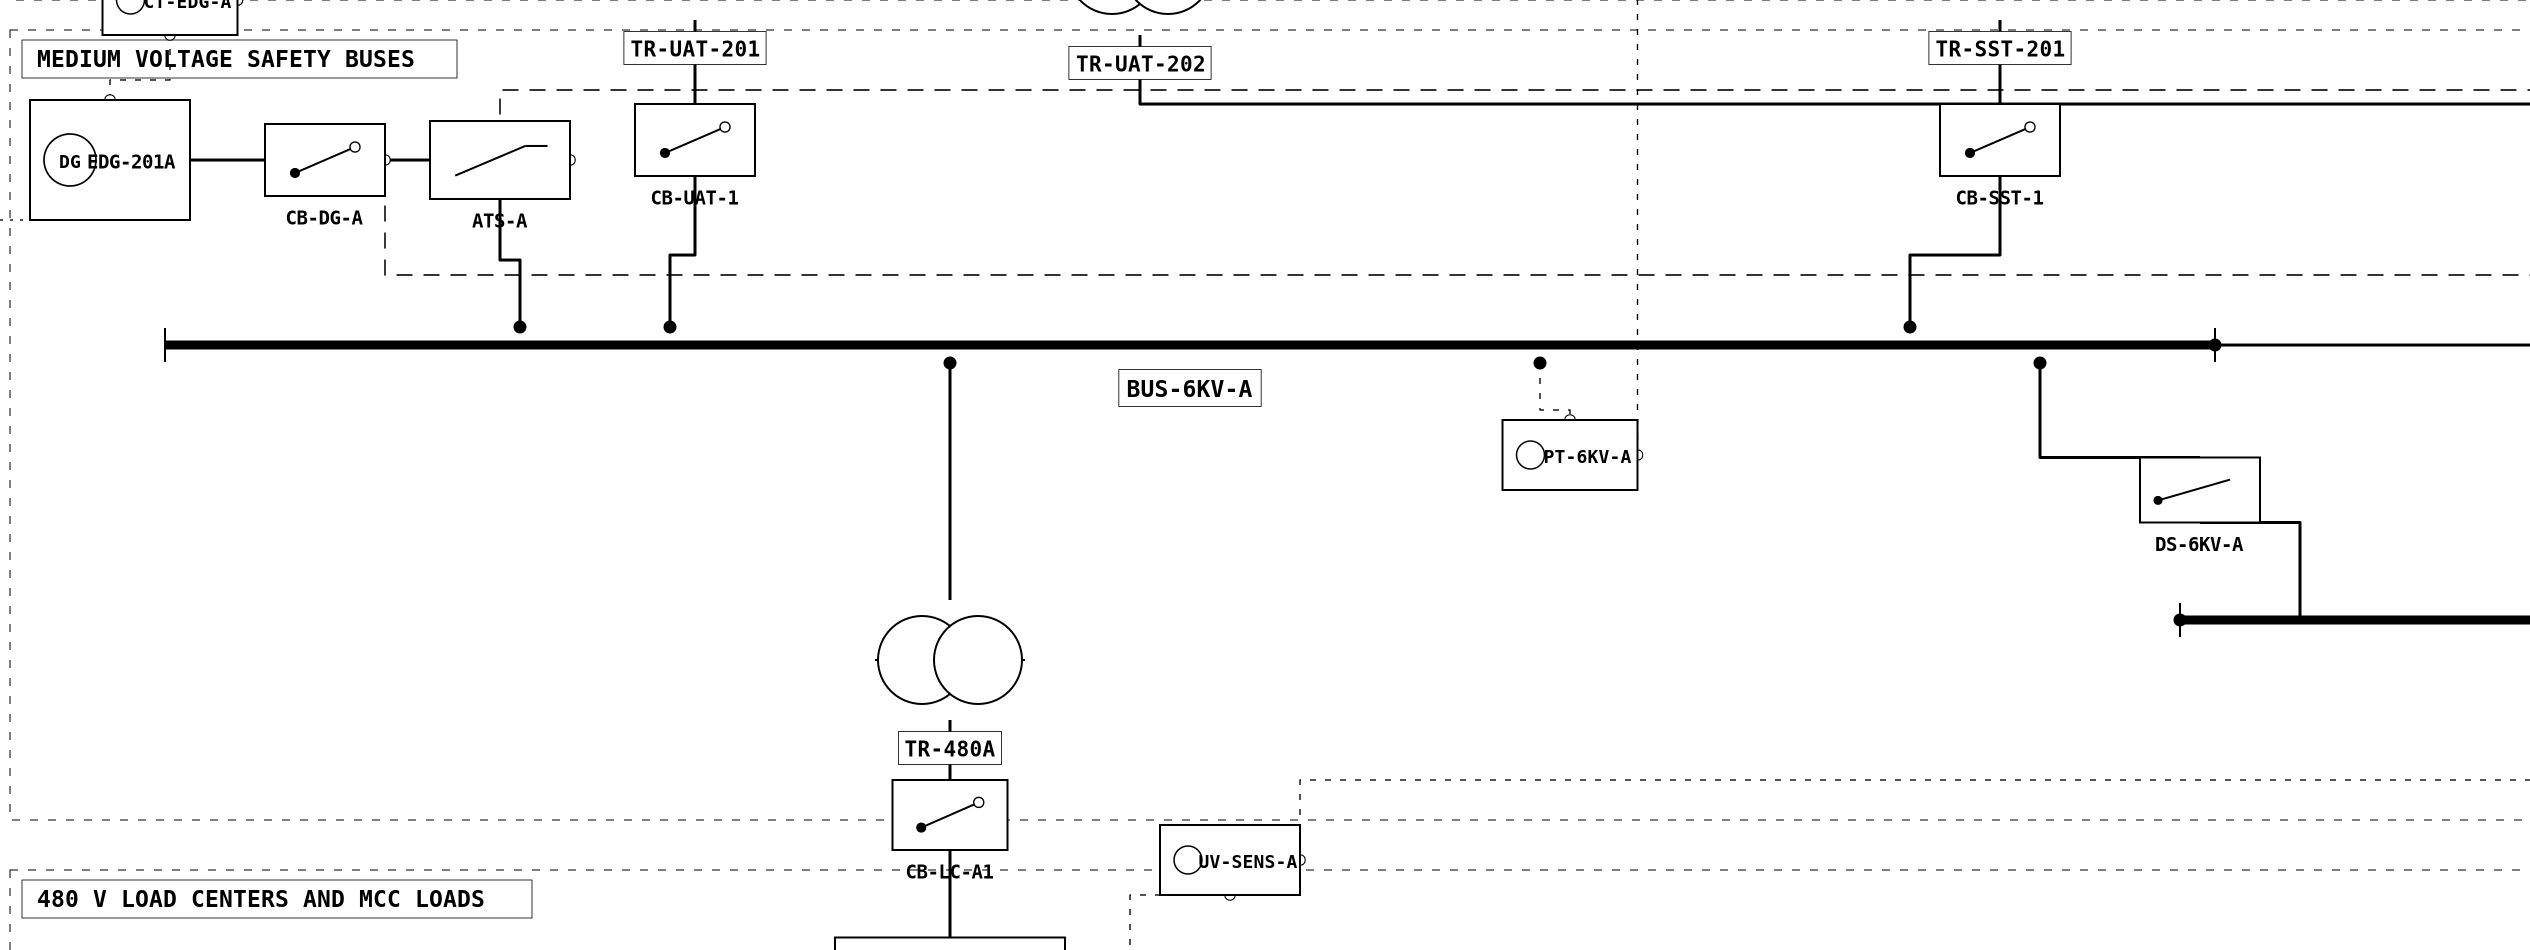 CT-EDG-A
MEDIUM VOLTAGE SAFETY BUSES
TR-UAT-201
TR-UAT-202
TR-SST-201
DG EDG-201A
CB-DG-A
ATS-A
CB-UAT-1
CB-SST-1
BUS-6KV-A
PT-6KV-A
DS-6KV-A
TR-480A
CB-LC-A1
UV-SENS-A
480 V LOAD CENTERS AND MCC LOADS